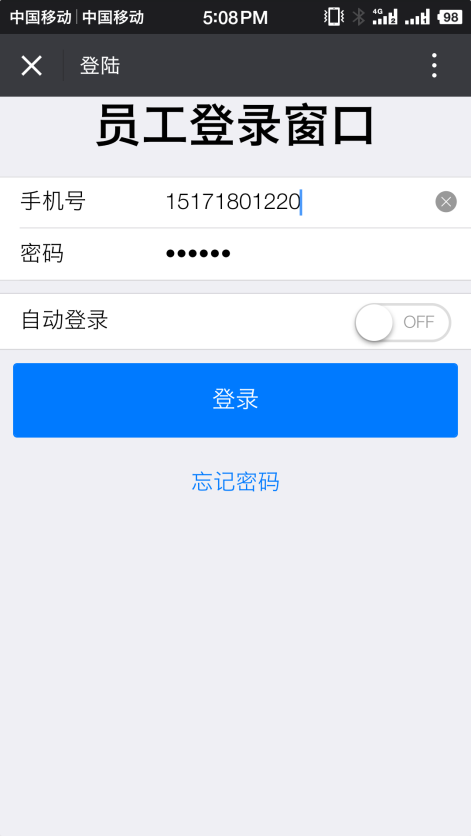 中国移动 中国移动 5:08PM 4G 98
登陆
员工登录窗口
手机号 15171801220
密码 ••••••
自动登录 OFF
登录
忘记密码